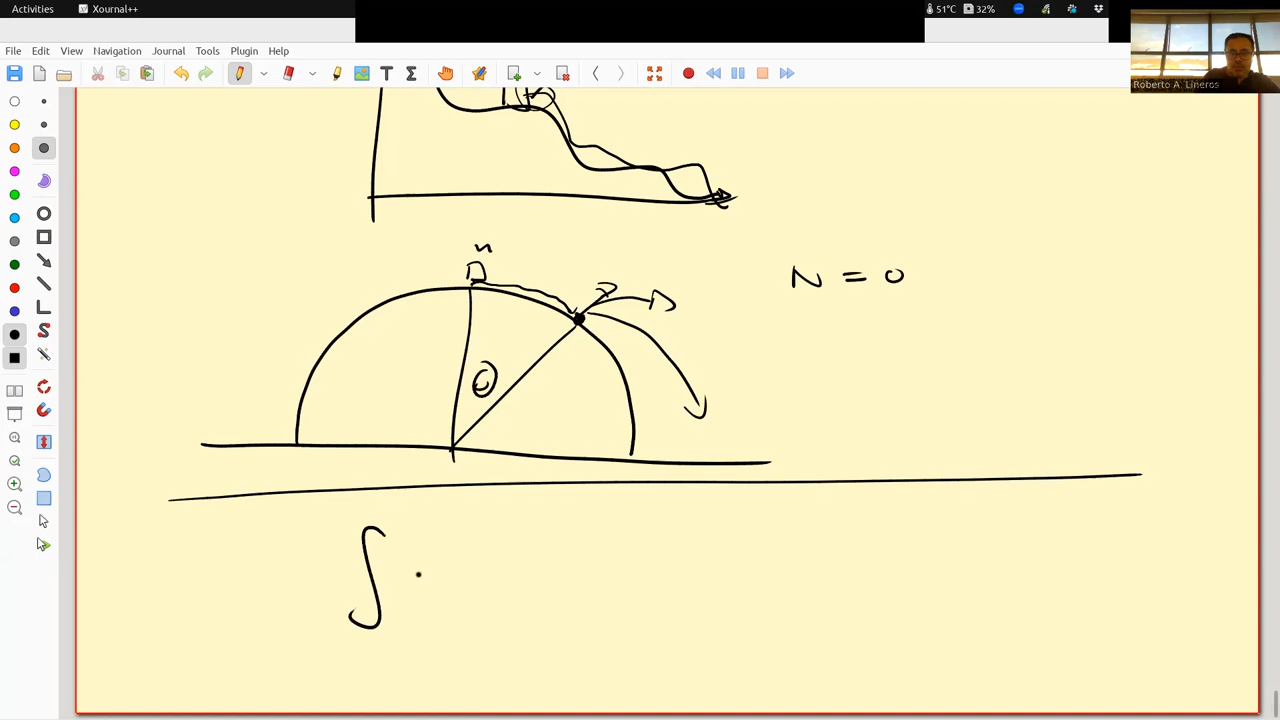 Activities
Xournal++
51°C
32%
File Edit View Navigation Journal Tools Plugin Help
Roberto A. Lineros
N = 0
θ
∫